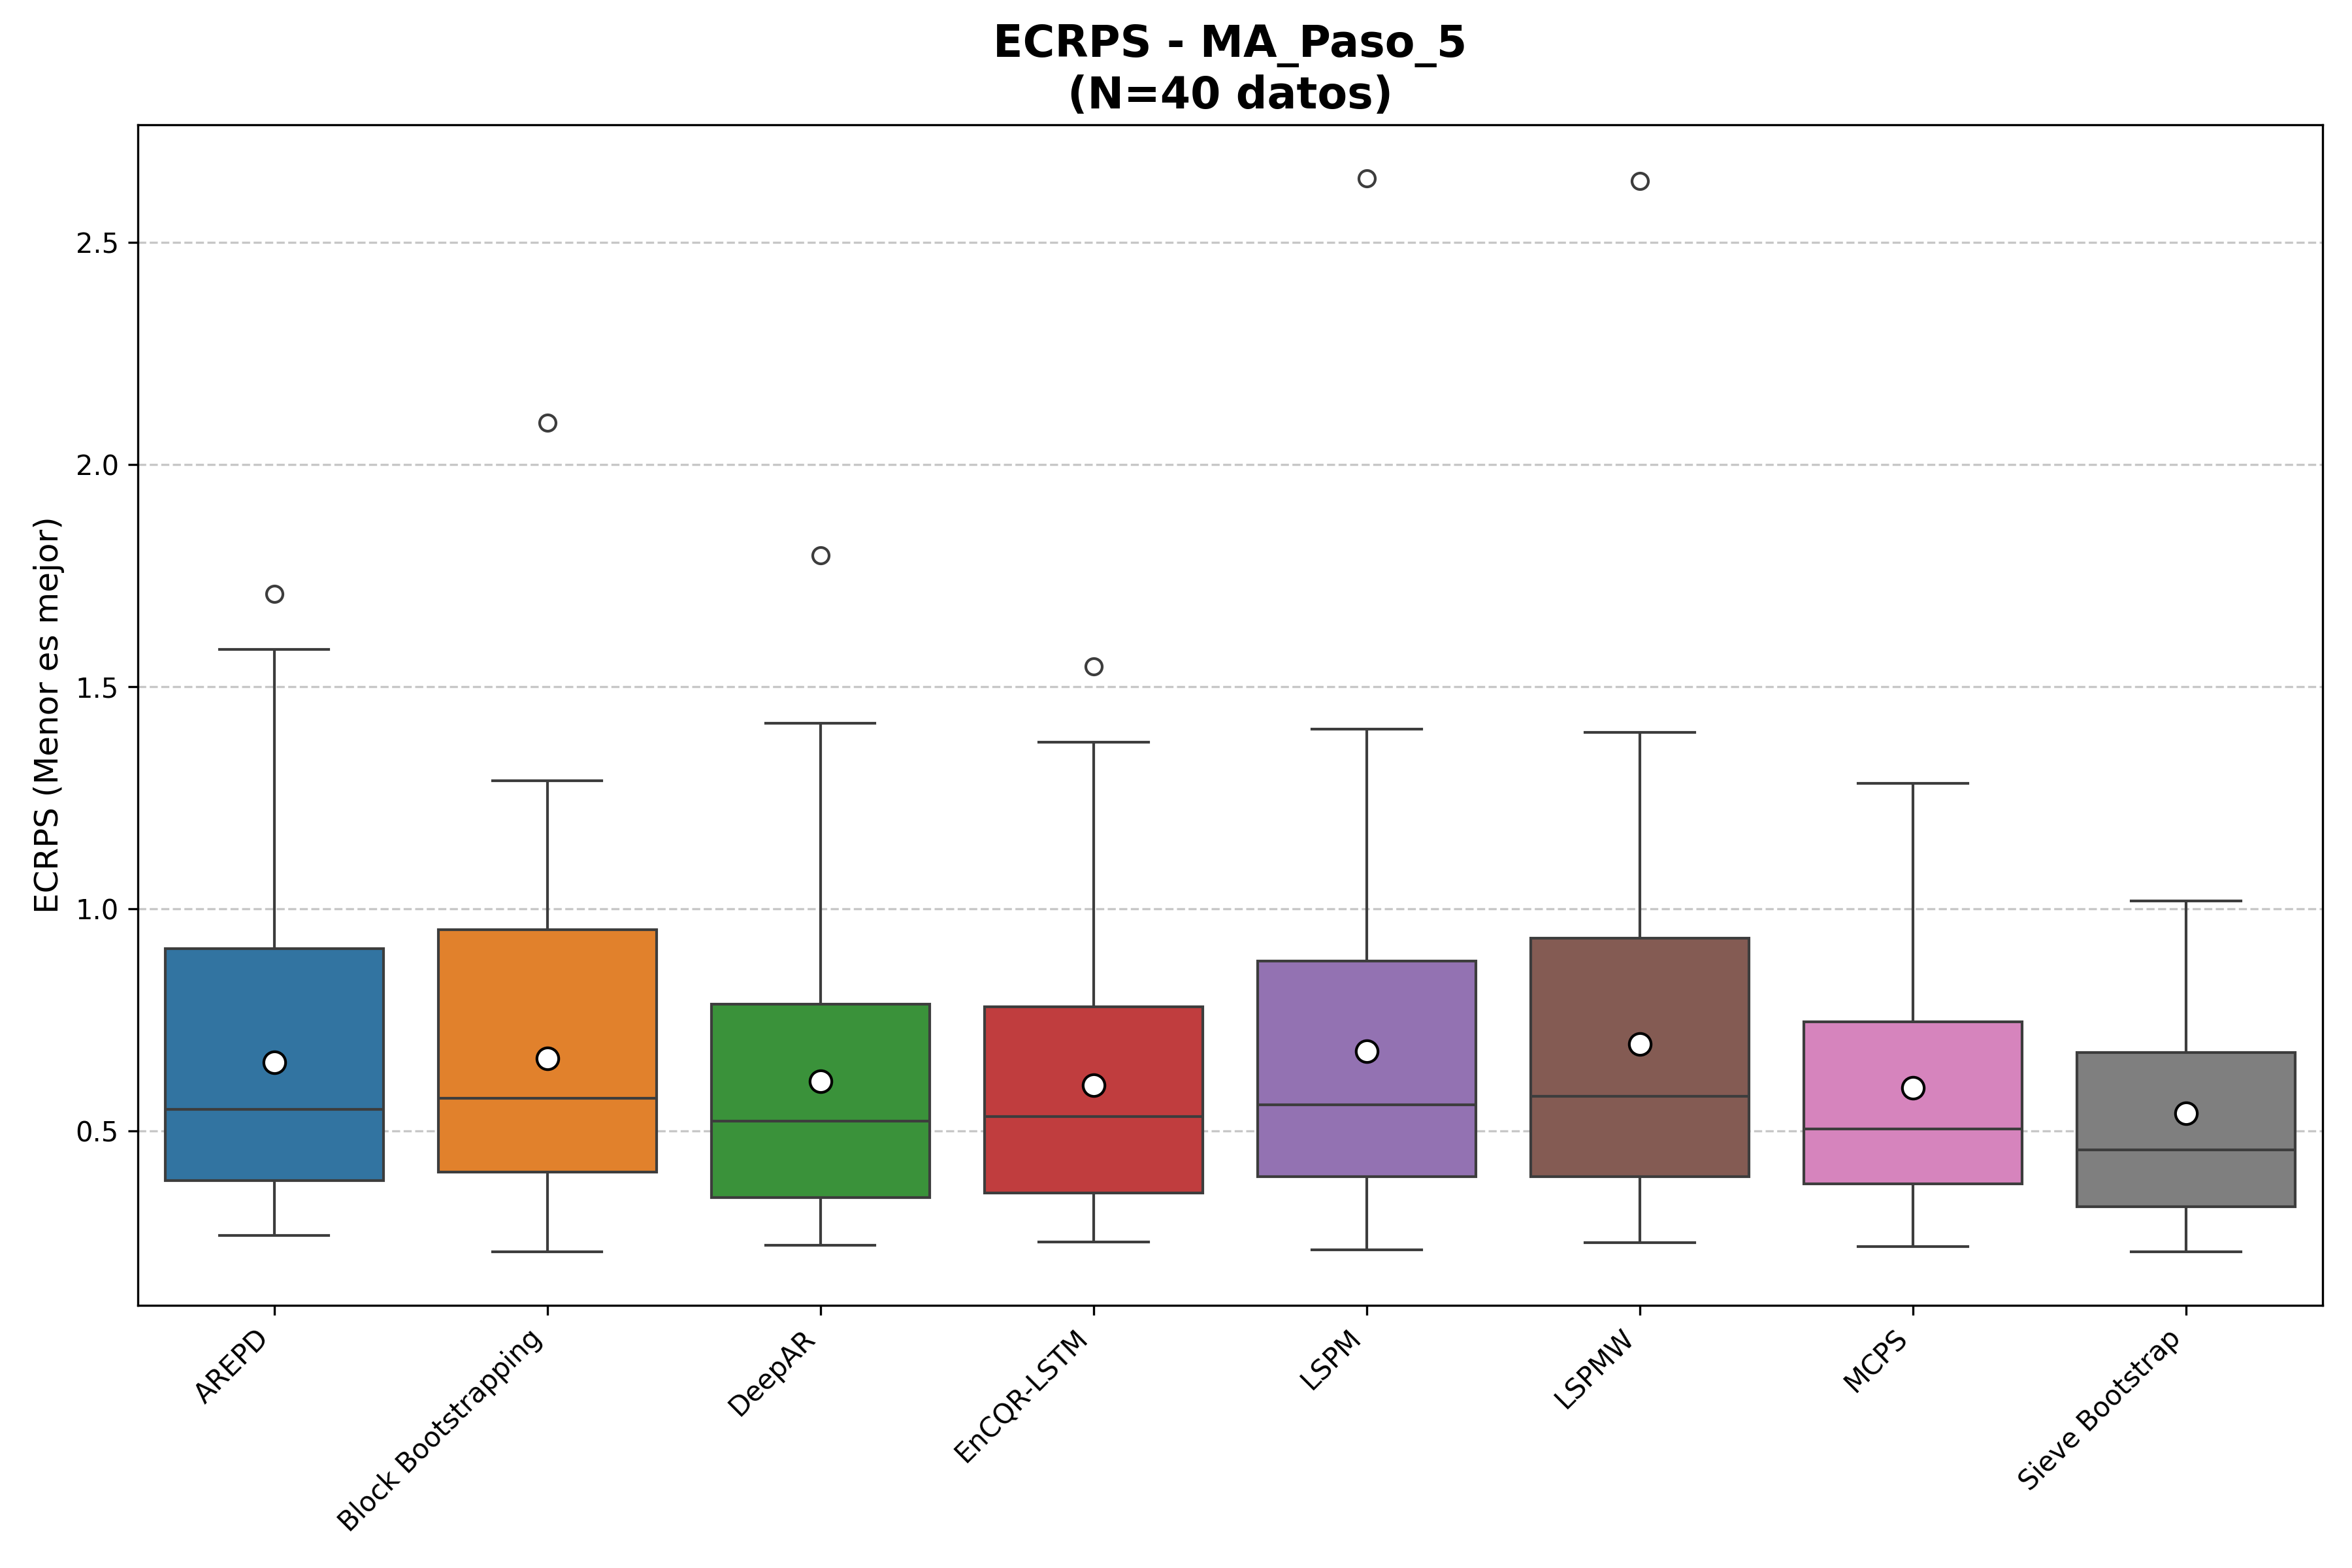 ECRPS - MA_Paso_5
(N=40 datos)
ECRPS (Menor es mejor)
2.5
2.0
1.5
1.0
0.5
AREPD
Block Bootstrapping
DeepAR
EnCQR-LSTM
LSPM
LSPMW
MCPS
Sieve Bootstrap